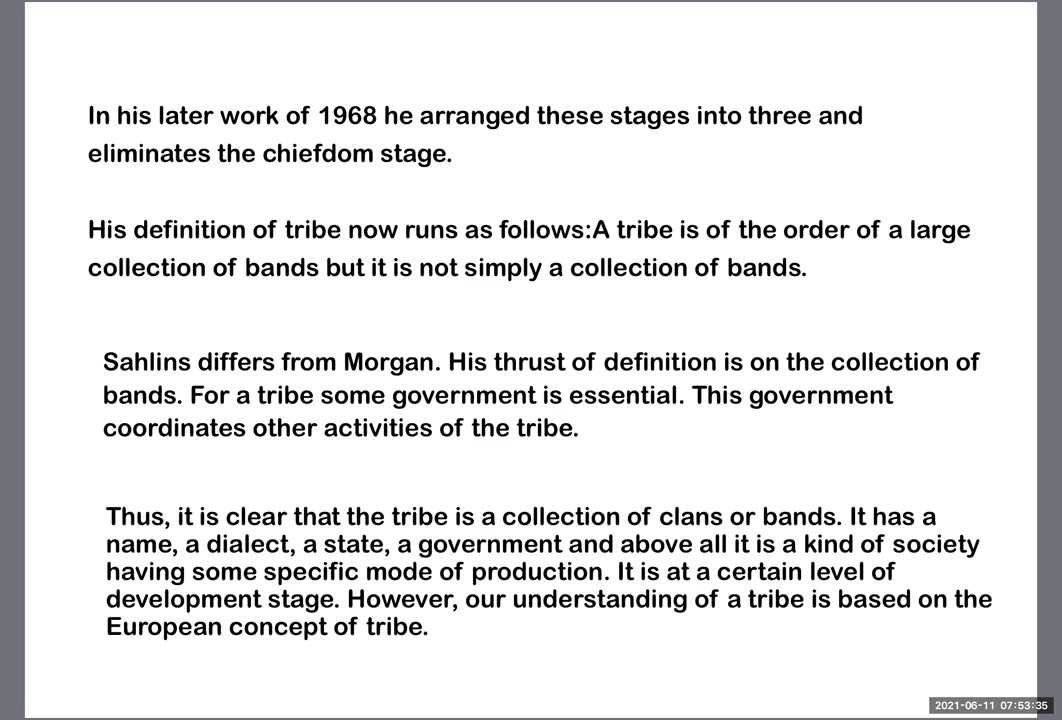 In his later work of 1968 he arranged these stages into three and
eliminates the chiefdom stage.
His definition of tribe now runs as follows:A tribe is of the order of a large
collection of bands but it is not simply a collection of bands.
Sahlins differs from Morgan. His thrust of definition is on the collection of
bands. For a tribe some government is essential. This government
coordinates other activities of the tribe.
Thus, it is clear that the tribe is a collection of clans or bands. It has a
name, a dialect, a state, a government and above all it is a kind of society
having some specific mode of production. It is at a certain level of
development stage. However, our understanding of a tribe is based on the
European concept of tribe.
2021-06-11 07:53:35